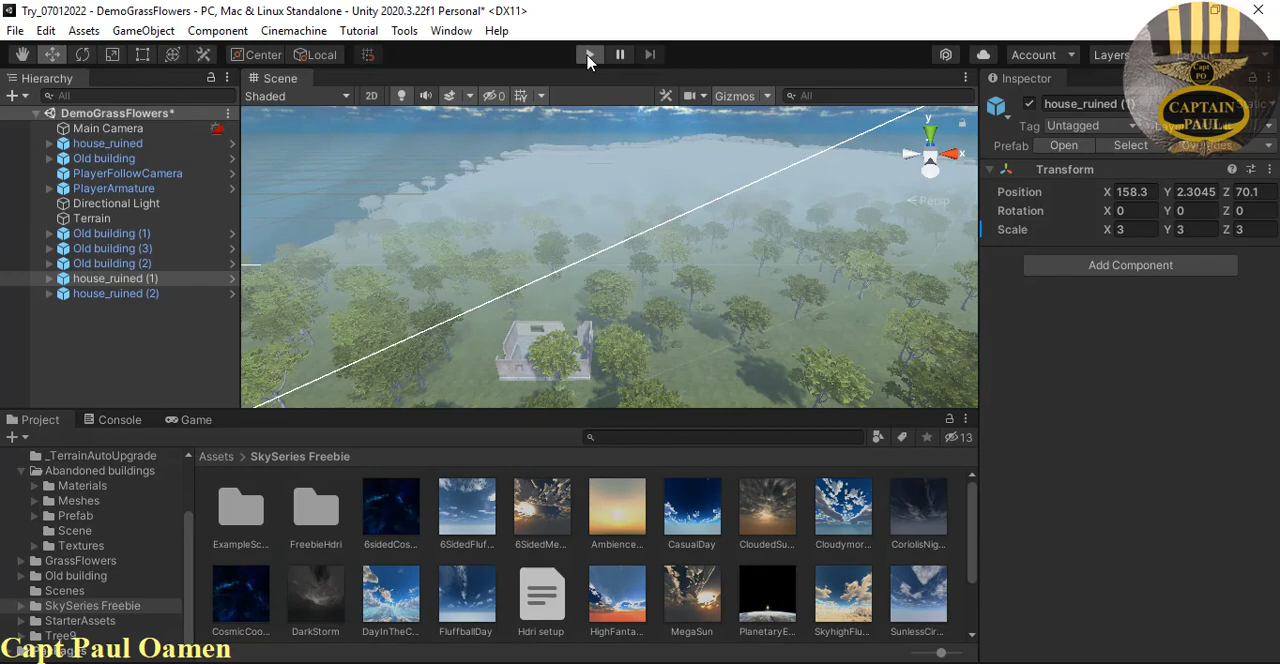 Try_07012022 - DemoGrassFlowers - PC, Mac & Linux Standalone - Unity 2020.3.22f1 Personal* <DX11>
File Edit Assets GameObject Component Cinemachine Tutorial Tools Window Help
Center Local Account Layers
Hierarchy Scene Inspector
All Shaded 2D 0 Gizmos All
DemoGrassFlowers*
Main Camera
house_ruined
Old building
PlayerFollowCamera
PlayerArmature
Directional Light
Terrain
Old building (1)
Old building (3)
Old building (2)
house_ruined (1)
house_ruined (2)
y
x
Persp
Capt
PO
CAPTAIN
PAUL
house_ruined (1)
Tag Untagged
Prefab Open Select Overrides
Transform
Position X 158.3 Y 2.3045 Z 70.1
Rotation X 0 Y 0 Z 0
Scale X 3 Y 3 Z 3
Add Component
Project Console Game
13
_TerrainAutoUpgrade
Abandoned buildings
Materials
Meshes
Prefab
Scene
Textures
GrassFlowers
Old building
Scenes
SkySeries Freebie
StarterAssets
Tree9
Assets > SkySeries Freebie
ExampleSc... FreebieHdri 6sidedCos... 6SidedFluf... 6SidedMe... Ambience... CasualDay CloudedSu... Cloudymor... CoriolisNig...
CosmicCoo... DarkStorm DayInTheC... FluffballDay Hdri setup HighFanta... MegaSun PlanetaryE... SkyhighFlu... SunlessCir...
Capt Paul Oamen